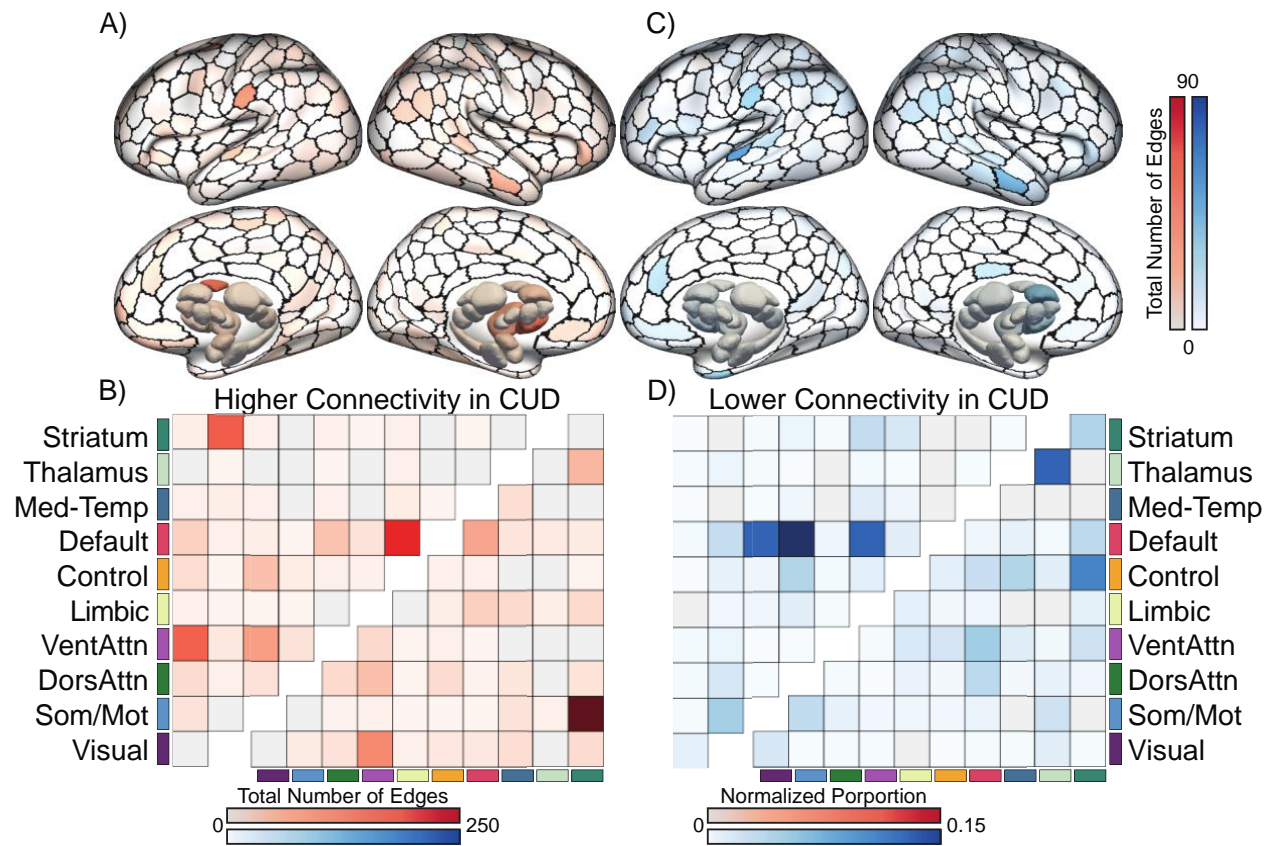 A)
C)
90
Total Number of Edges
0
B)
Higher Connectivity in CUD
D)
Lower Connectivity in CUD
Striatum
Thalamus
Med-Temp
Default
Control
Limbic
VentAttn
DorsAttn
Som/Mot
Visual
Striatum
Thalamus
Med-Temp
Default
Control
Limbic
VentAttn
DorsAttn
Som/Mot
Visual
Total Number of Edges
0
250
Normalized Porportion
0
0.15